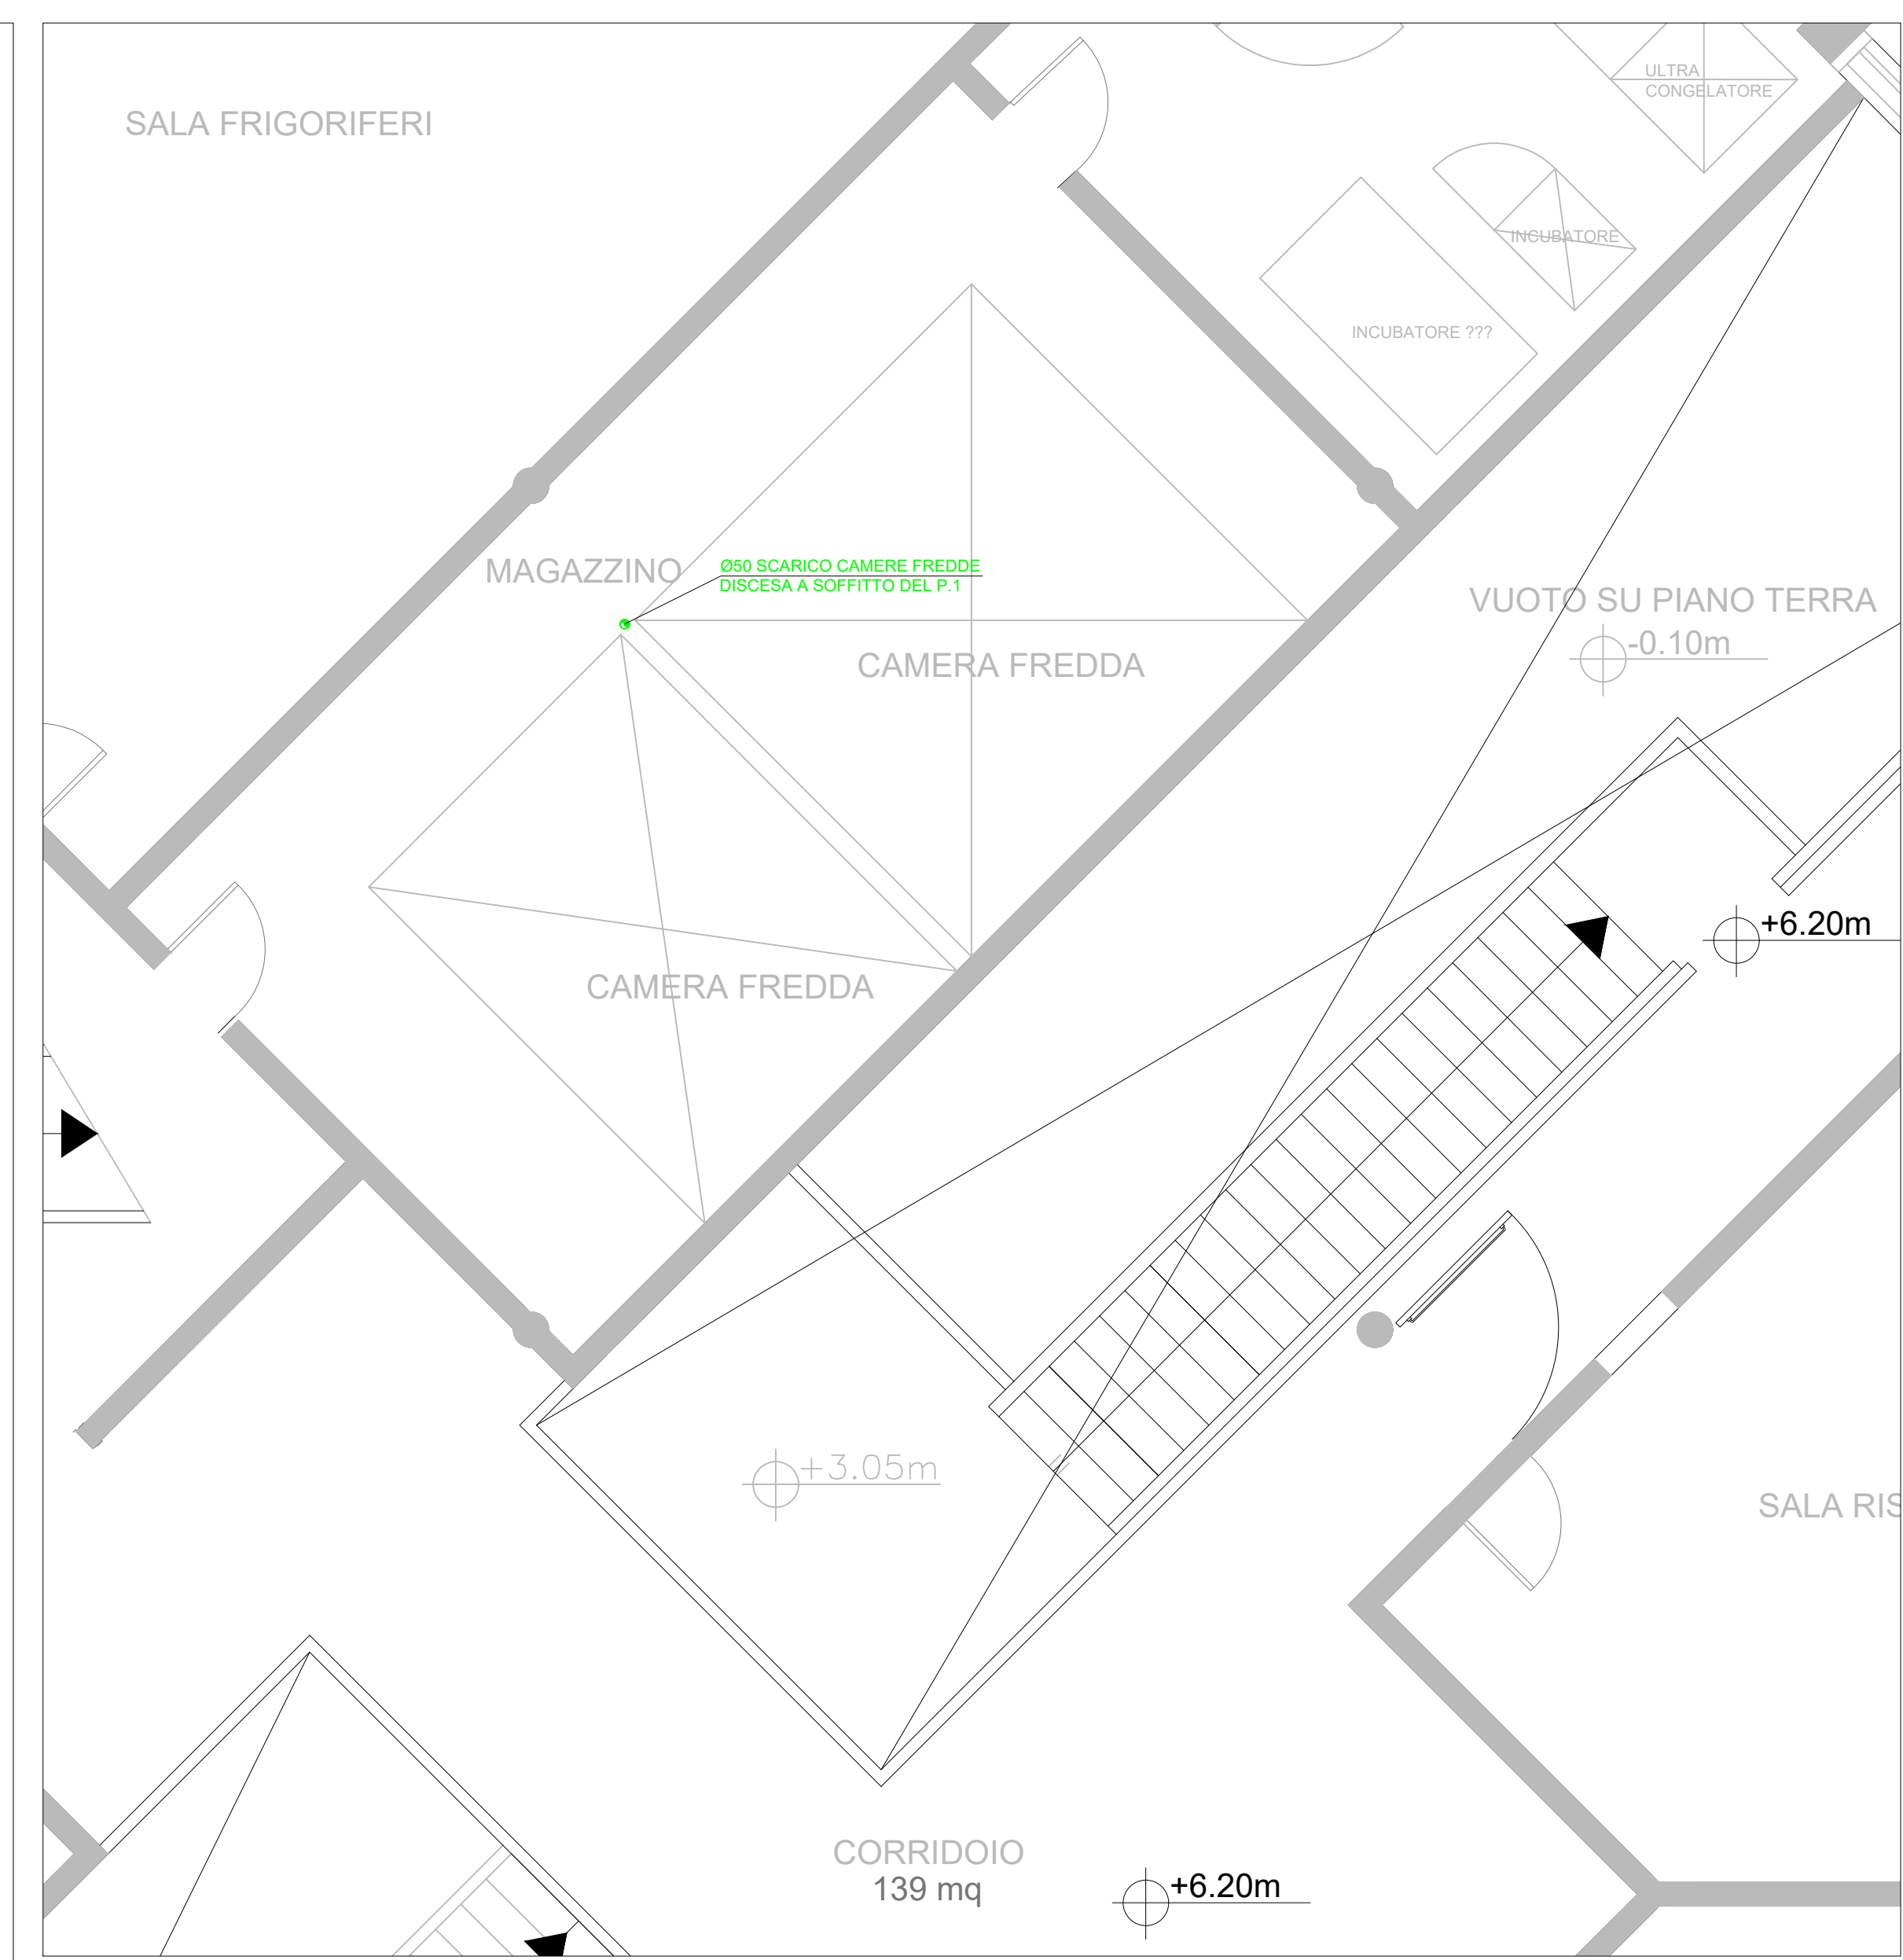 ULTRA
CONGELATORE
SALA FRIGORIFERI
INCUBATORE
INCUBATORE ???
MAGAZZINO
Ø50 SCARICO CAMERE FREDDE
DISCESA A SOFFITTO DEL P.1
VUOTO SU PIANO TERRA
-0.10m
CAMERA FREDDA
+6.20m
CAMERA FREDDA
+3.05m
SALA RIS
CORRIDOIO
139 mq
+6.20m